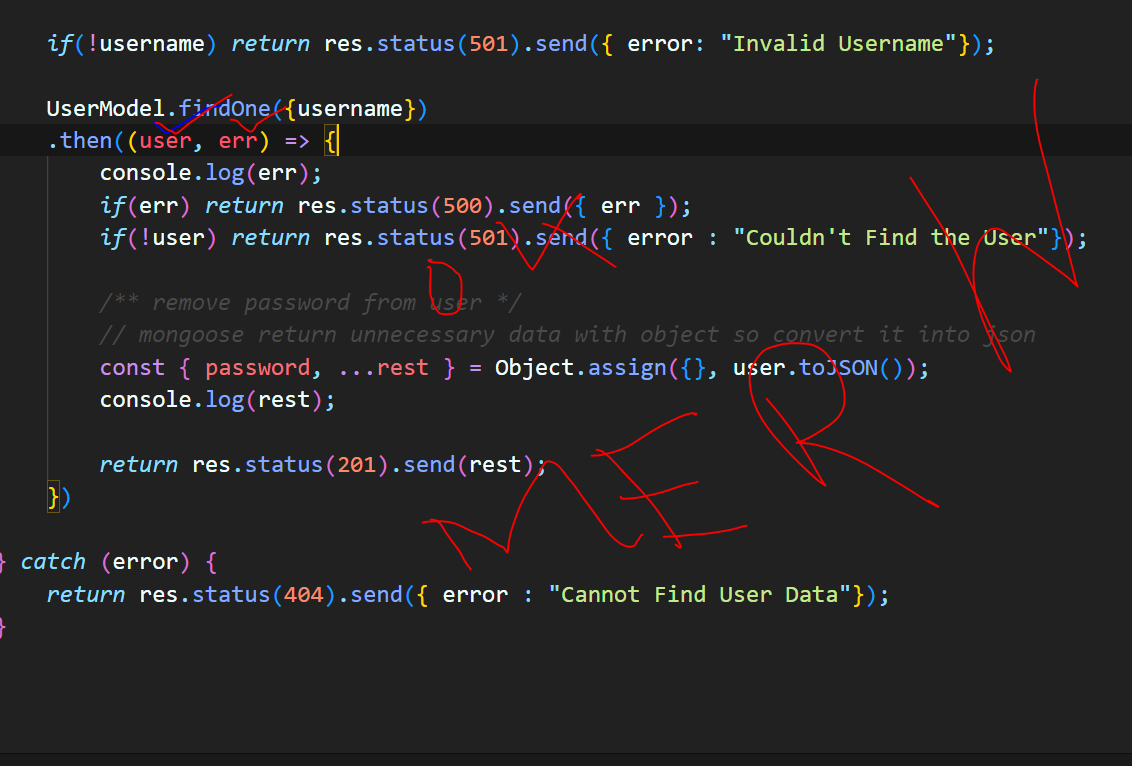 if(!username) return res.status(501).send({ error: "Invalid Username"});
UserModel.findOne({username})
.then((user, err) => {
console.log(err);
if(err) return res.status(500).send({ err });
if(!user) return res.status(501).send({ error : "Couldn't Find the User"});
/** remove password from user */
// mongoose return unnecessary data with object so convert it into json
const { password, ...rest } = Object.assign({}, user.toJSON());
console.log(rest);
return res.status(201).send(rest);
})
} catch (error) {
return res.status(404).send({ error : "Cannot Find User Data"});
}